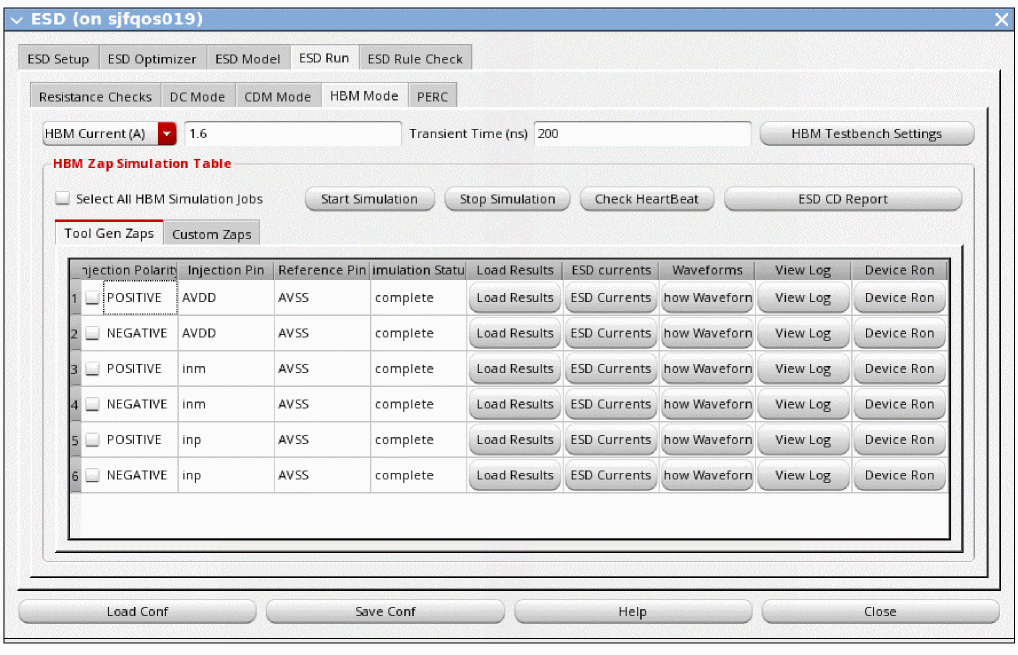 ESD (on sjfqos019)
ESD Setup ESD Optimizer ESD Model ESD Run ESD Rule Check
Resistance Checks DC Mode CDM Mode HBM Mode PERC
HBM Current (A) 1.6 Transient Time (ns) 200 HBM Testbench Settings
HBM Zap Simulation Table
Select All HBM Simulation Jobs Start Simulation Stop Simulation Check HeartBeat ESD CD Report
Tool Gen Zaps Custom Zaps
njection Polarity Injection Pin Reference Pin imulation Statu Load Results ESD currents Waveforms View Log Device Ron
1 POSITIVE AVDD AVSS complete Load Results ESD Currents how Waveforn View Log Device Ron
2 NEGATIVE AVDD AVSS complete Load Results ESD Currents how Waveforn View Log Device Ron
3 POSITIVE inm AVSS complete Load Results ESD Currents how Waveforn View Log Device Ron
4 NEGATIVE inm AVSS complete Load Results ESD Currents how Waveforn View Log Device Ron
5 POSITIVE inp AVSS complete Load Results ESD Currents how Waveforn View Log Device Ron
6 NEGATIVE inp AVSS complete Load Results ESD Currents how Waveforn View Log Device Ron
Load Conf Save Conf Help Close